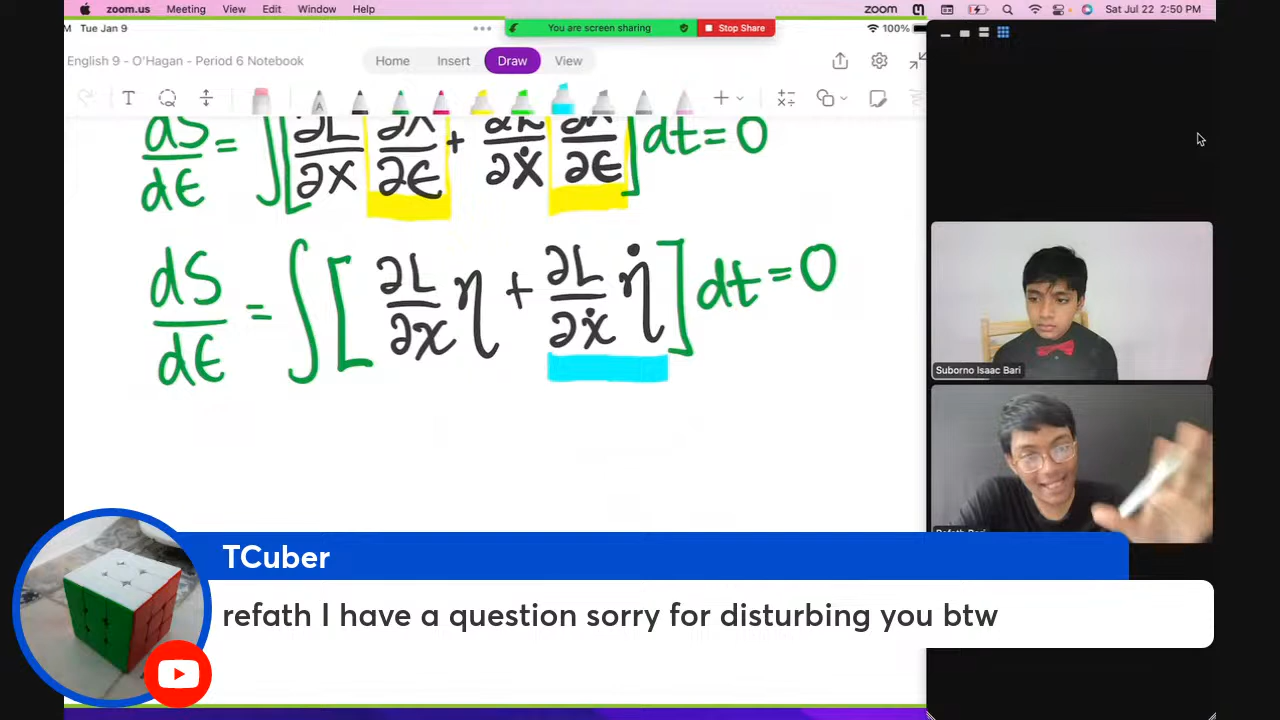 zoom.us Meeting View Edit Window Help
zoom
Sat Jul 22 2:50 PM
Tue Jan 9
You are screen sharing
Stop Share
100%
English 9 - O'Hagan - Period 6 Notebook
Home Insert Draw View
dS/dϵ = ∫[∂L/∂x ∂x/∂ϵ + ∂L/∂ẋ ∂ẋ/∂ϵ]dt=0
dS/dϵ = ∫[∂L/∂x η + ∂L/∂ẋ η̇]dt=0
Suborno Isaac Bari
Refath Bari
TCuber
refath I have a question sorry for disturbing you btw